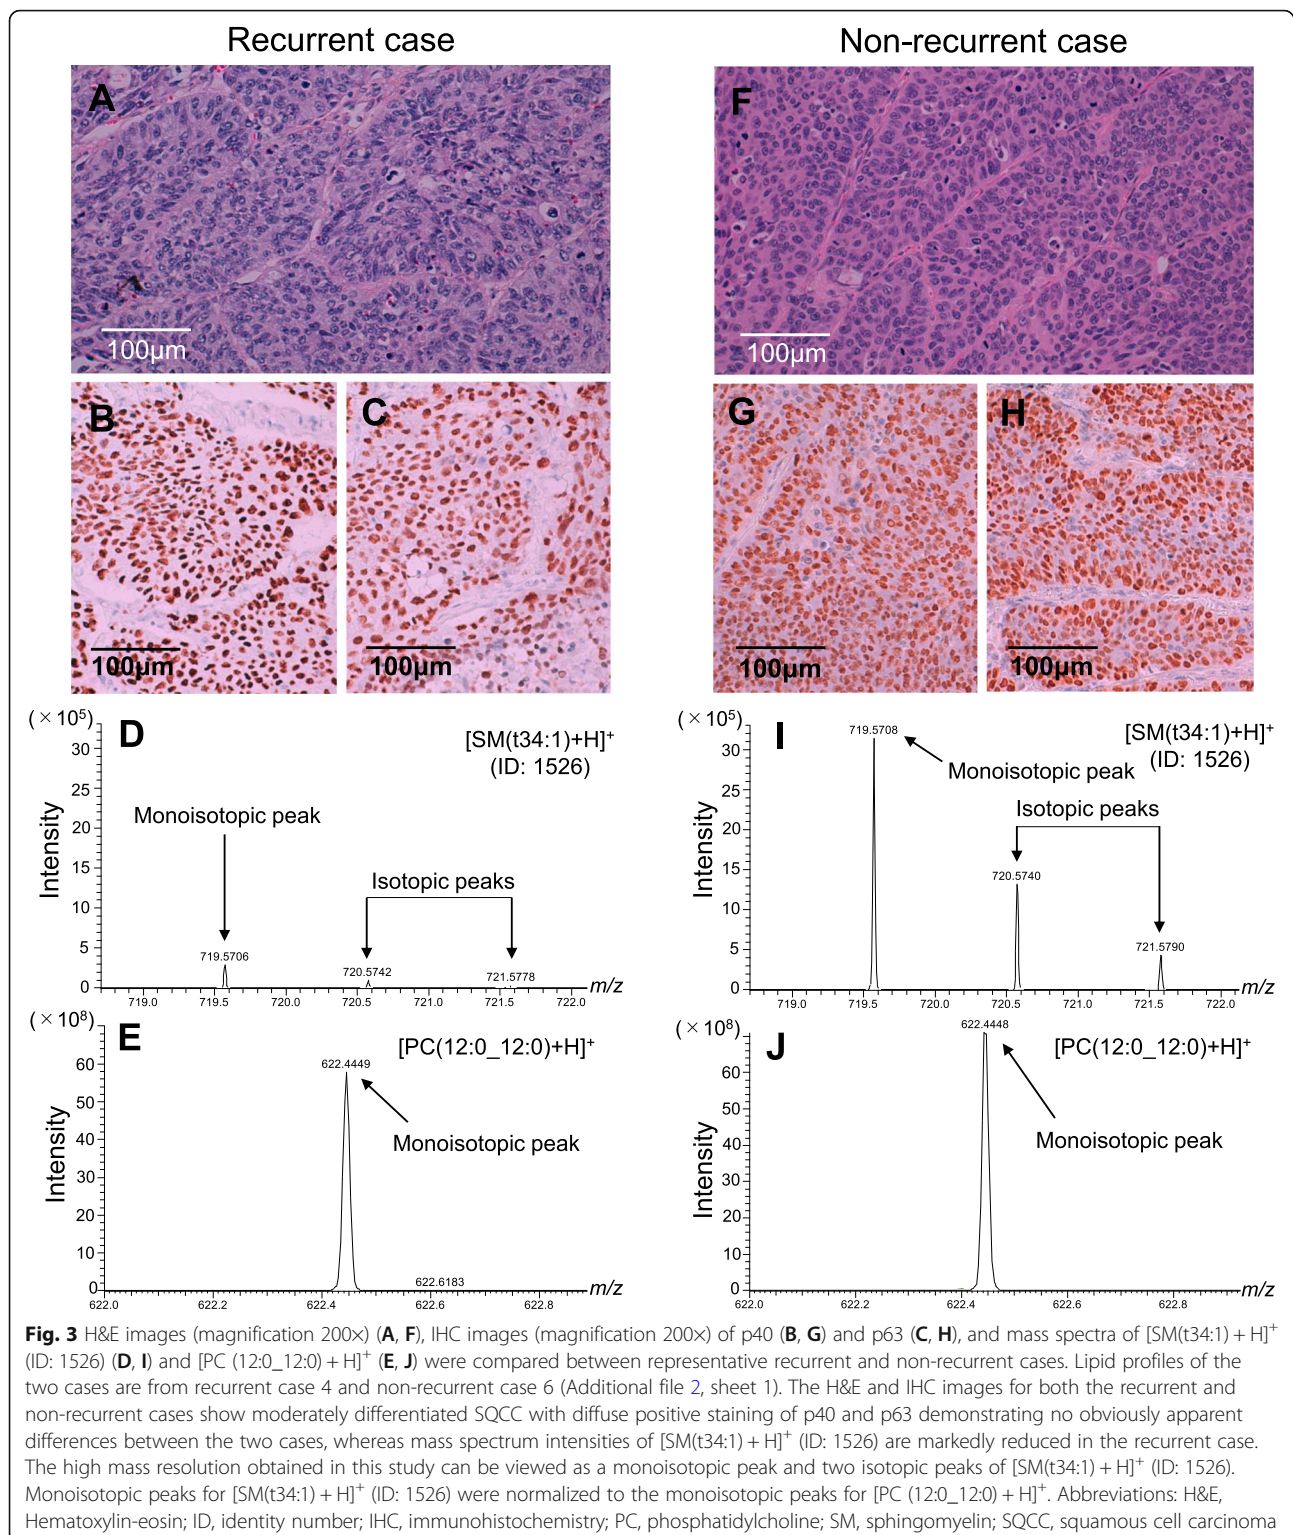 Recurrent case
Non-recurrent case
A
100µm
F
100µm
B
100µm
C
100µm
G
100µm
H
100µm
(×10⁵)
D
[SM(t34:1)+H]⁺
(ID: 1526)
30
25
20
15
10
5
0
Intensity
Monoisotopic peak
Isotopic peaks
719.5706
720.5742
721.5778
719.0 719.5 720.0 720.5 721.0 721.5 722.0 m/z
(×10⁵)
I
[SM(t34:1)+H]⁺
(ID: 1526)
30
25
20
15
10
5
0
Intensity
719.5708
Monoisotopic peak
Isotopic peaks
720.5740
721.5790
719.0 719.5 720.0 720.5 721.0 721.5 722.0 m/z
(×10⁸)
E
[PC(12:0_12:0)+H]⁺
60
50
40
30
20
10
0
Intensity
622.4449
Monoisotopic peak
622.6183
622.0 622.2 622.4 622.6 622.8 m/z
(×10⁸)
J
[PC(12:0_12:0)+H]⁺
60
50
40
30
20
10
0
Intensity
622.4448
Monoisotopic peak
622.0 622.2 622.4 622.6 622.8 m/z
Fig. 3 H&E images (magnification 200×) (A, F), IHC images (magnification 200×) of p40 (B, G) and p63 (C, H), and mass spectra of [SM(t34:1) + H]⁺
(ID: 1526) (D, I) and [PC (12:0_12:0) + H]⁺ (E, J) were compared between representative recurrent and non-recurrent cases. Lipid profiles of the
two cases are from recurrent case 4 and non-recurrent case 6 (Additional file 2, sheet 1). The H&E and IHC images for both the recurrent and
non-recurrent cases show moderately differentiated SQCC with diffuse positive staining of p40 and p63 demonstrating no obviously apparent
differences between the two cases, whereas mass spectrum intensities of [SM(t34:1) + H]⁺ (ID: 1526) are markedly reduced in the recurrent case.
The high mass resolution obtained in this study can be viewed as a monoisotopic peak and two isotopic peaks of [SM(t34:1) + H]⁺ (ID: 1526).
Monoisotopic peaks for [SM(t34:1) + H]⁺ (ID: 1526) were normalized to the monoisotopic peaks for [PC (12:0_12:0) + H]⁺. Abbreviations: H&E,
Hematoxylin-eosin; ID, identity number; IHC, immunohistochemistry; PC, phosphatidylcholine; SM, sphingomyelin; SQCC, squamous cell carcinoma